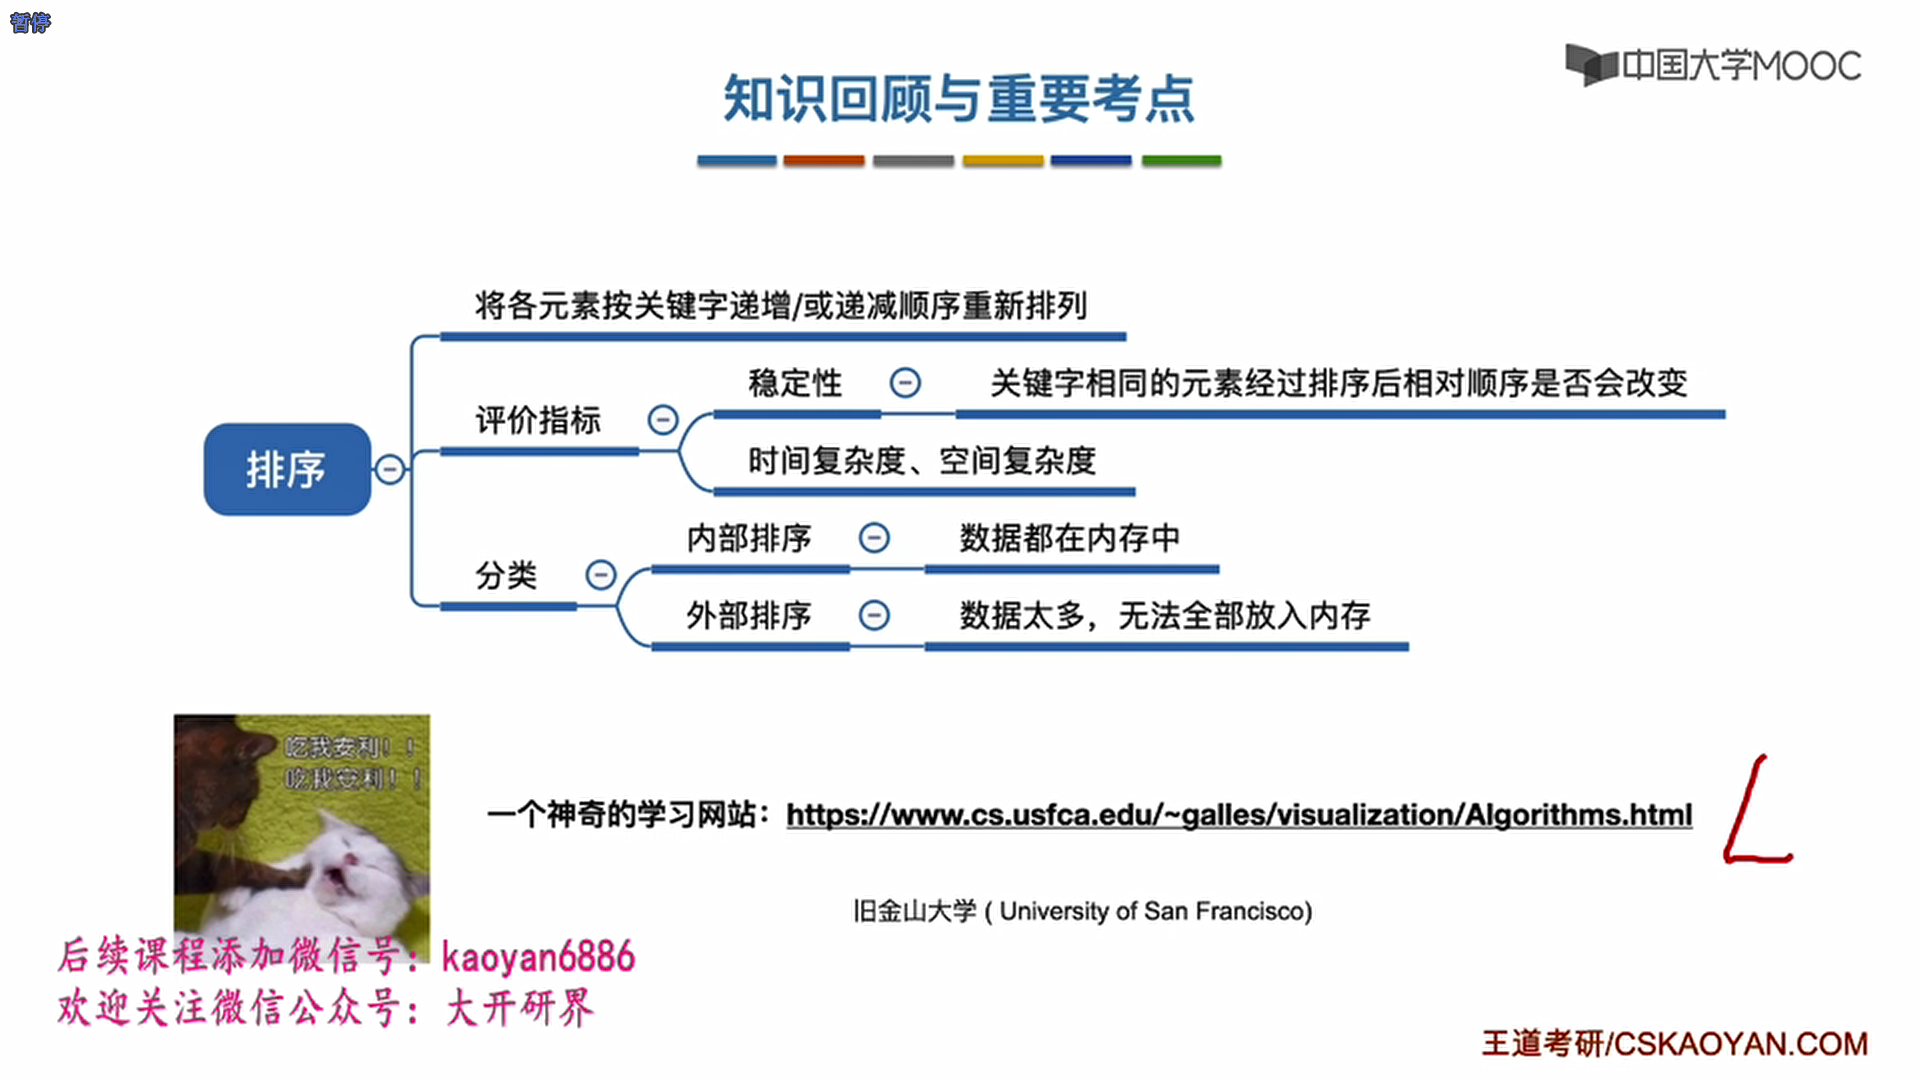 暂停
中国大学MOOC
知识回顾与重要考点
将各元素按关键字递增/或递减顺序重新排列
稳定性
关键字相同的元素经过排序后相对顺序是否会改变
评价指标
时间复杂度、空间复杂度
排序
内部排序
数据都在内存中
分类
外部排序
数据太多，无法全部放入内存
吃我安利！！
吃我安利！！
一个神奇的学习网站：https://www.cs.usfca.edu/~galles/visualization/Algorithms.html
旧金山大学 ( University of San Francisco)
后续课程添加微信号：kaoyan6886
欢迎关注微信公众号：大开研界
王道考研/CSKAOYAN.COM